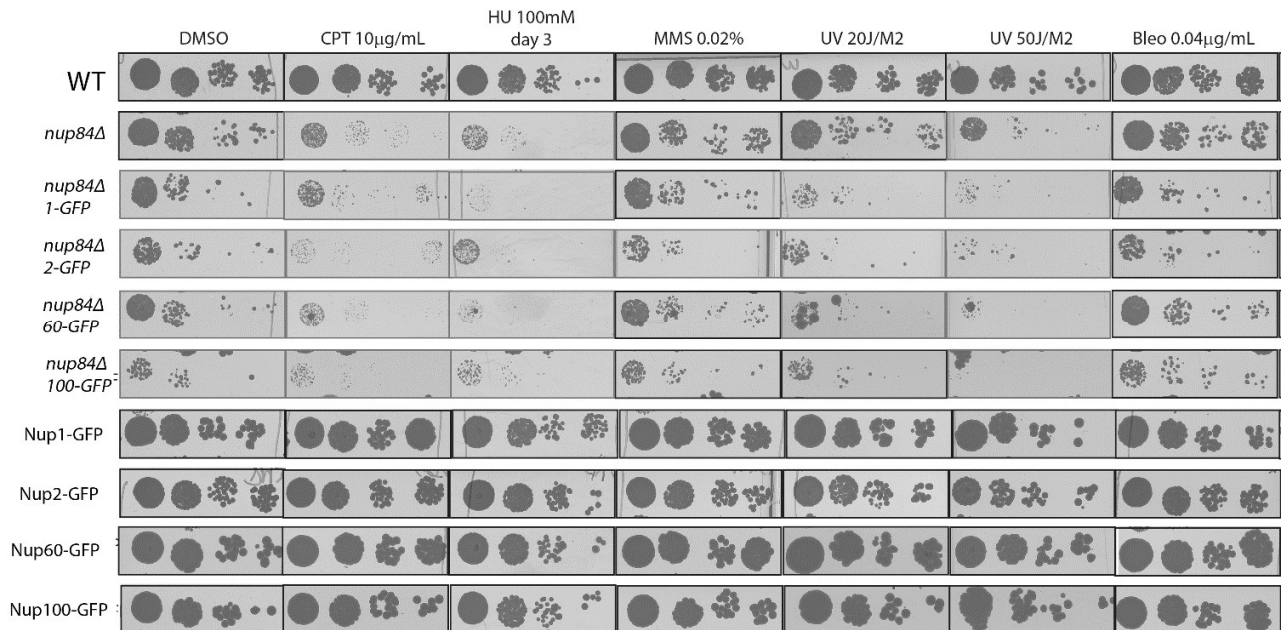 DMSO CPT 10µg/mL HU 100mM day 3 MMS 0.02% UV 20J/M2 UV 50J/M2 Bleo 0.04µg/mL
WT
nup84Δ
nup84Δ
1-GFP
nup84Δ
2-GFP
nup84Δ
60-GFP
nup84Δ
100-GFP
Nup1-GFP
Nup2-GFP
Nup60-GFP
Nup100-GFP